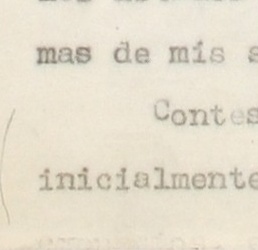 mas de mis s
Contes
inicialmente